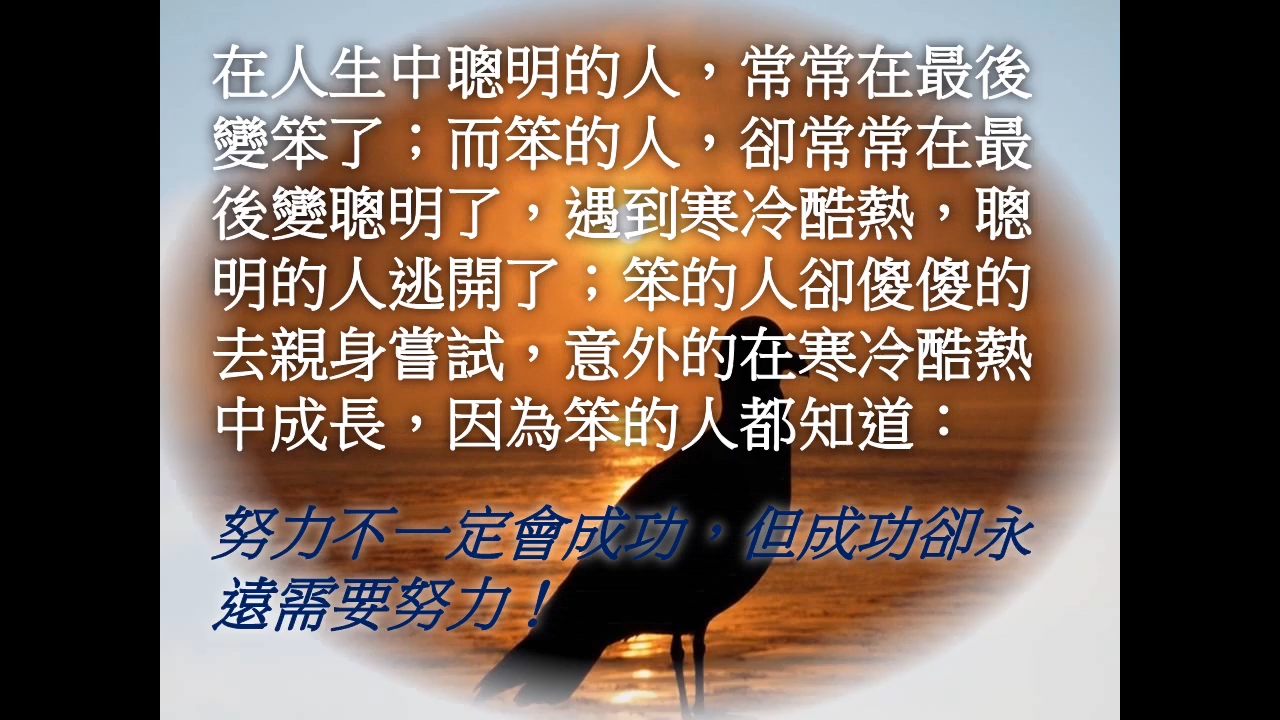 在人生中聰明的人，常常在最後
變笨了；而笨的人，卻常常在最
後變聰明了，遇到寒冷酷熱，聰
明的人逃開了；笨的人卻傻傻的
去親身嘗試，意外的在寒冷酷熱
中成長，因為笨的人都知道：
努力不一定會成功，但成功卻永
遠需要努力！